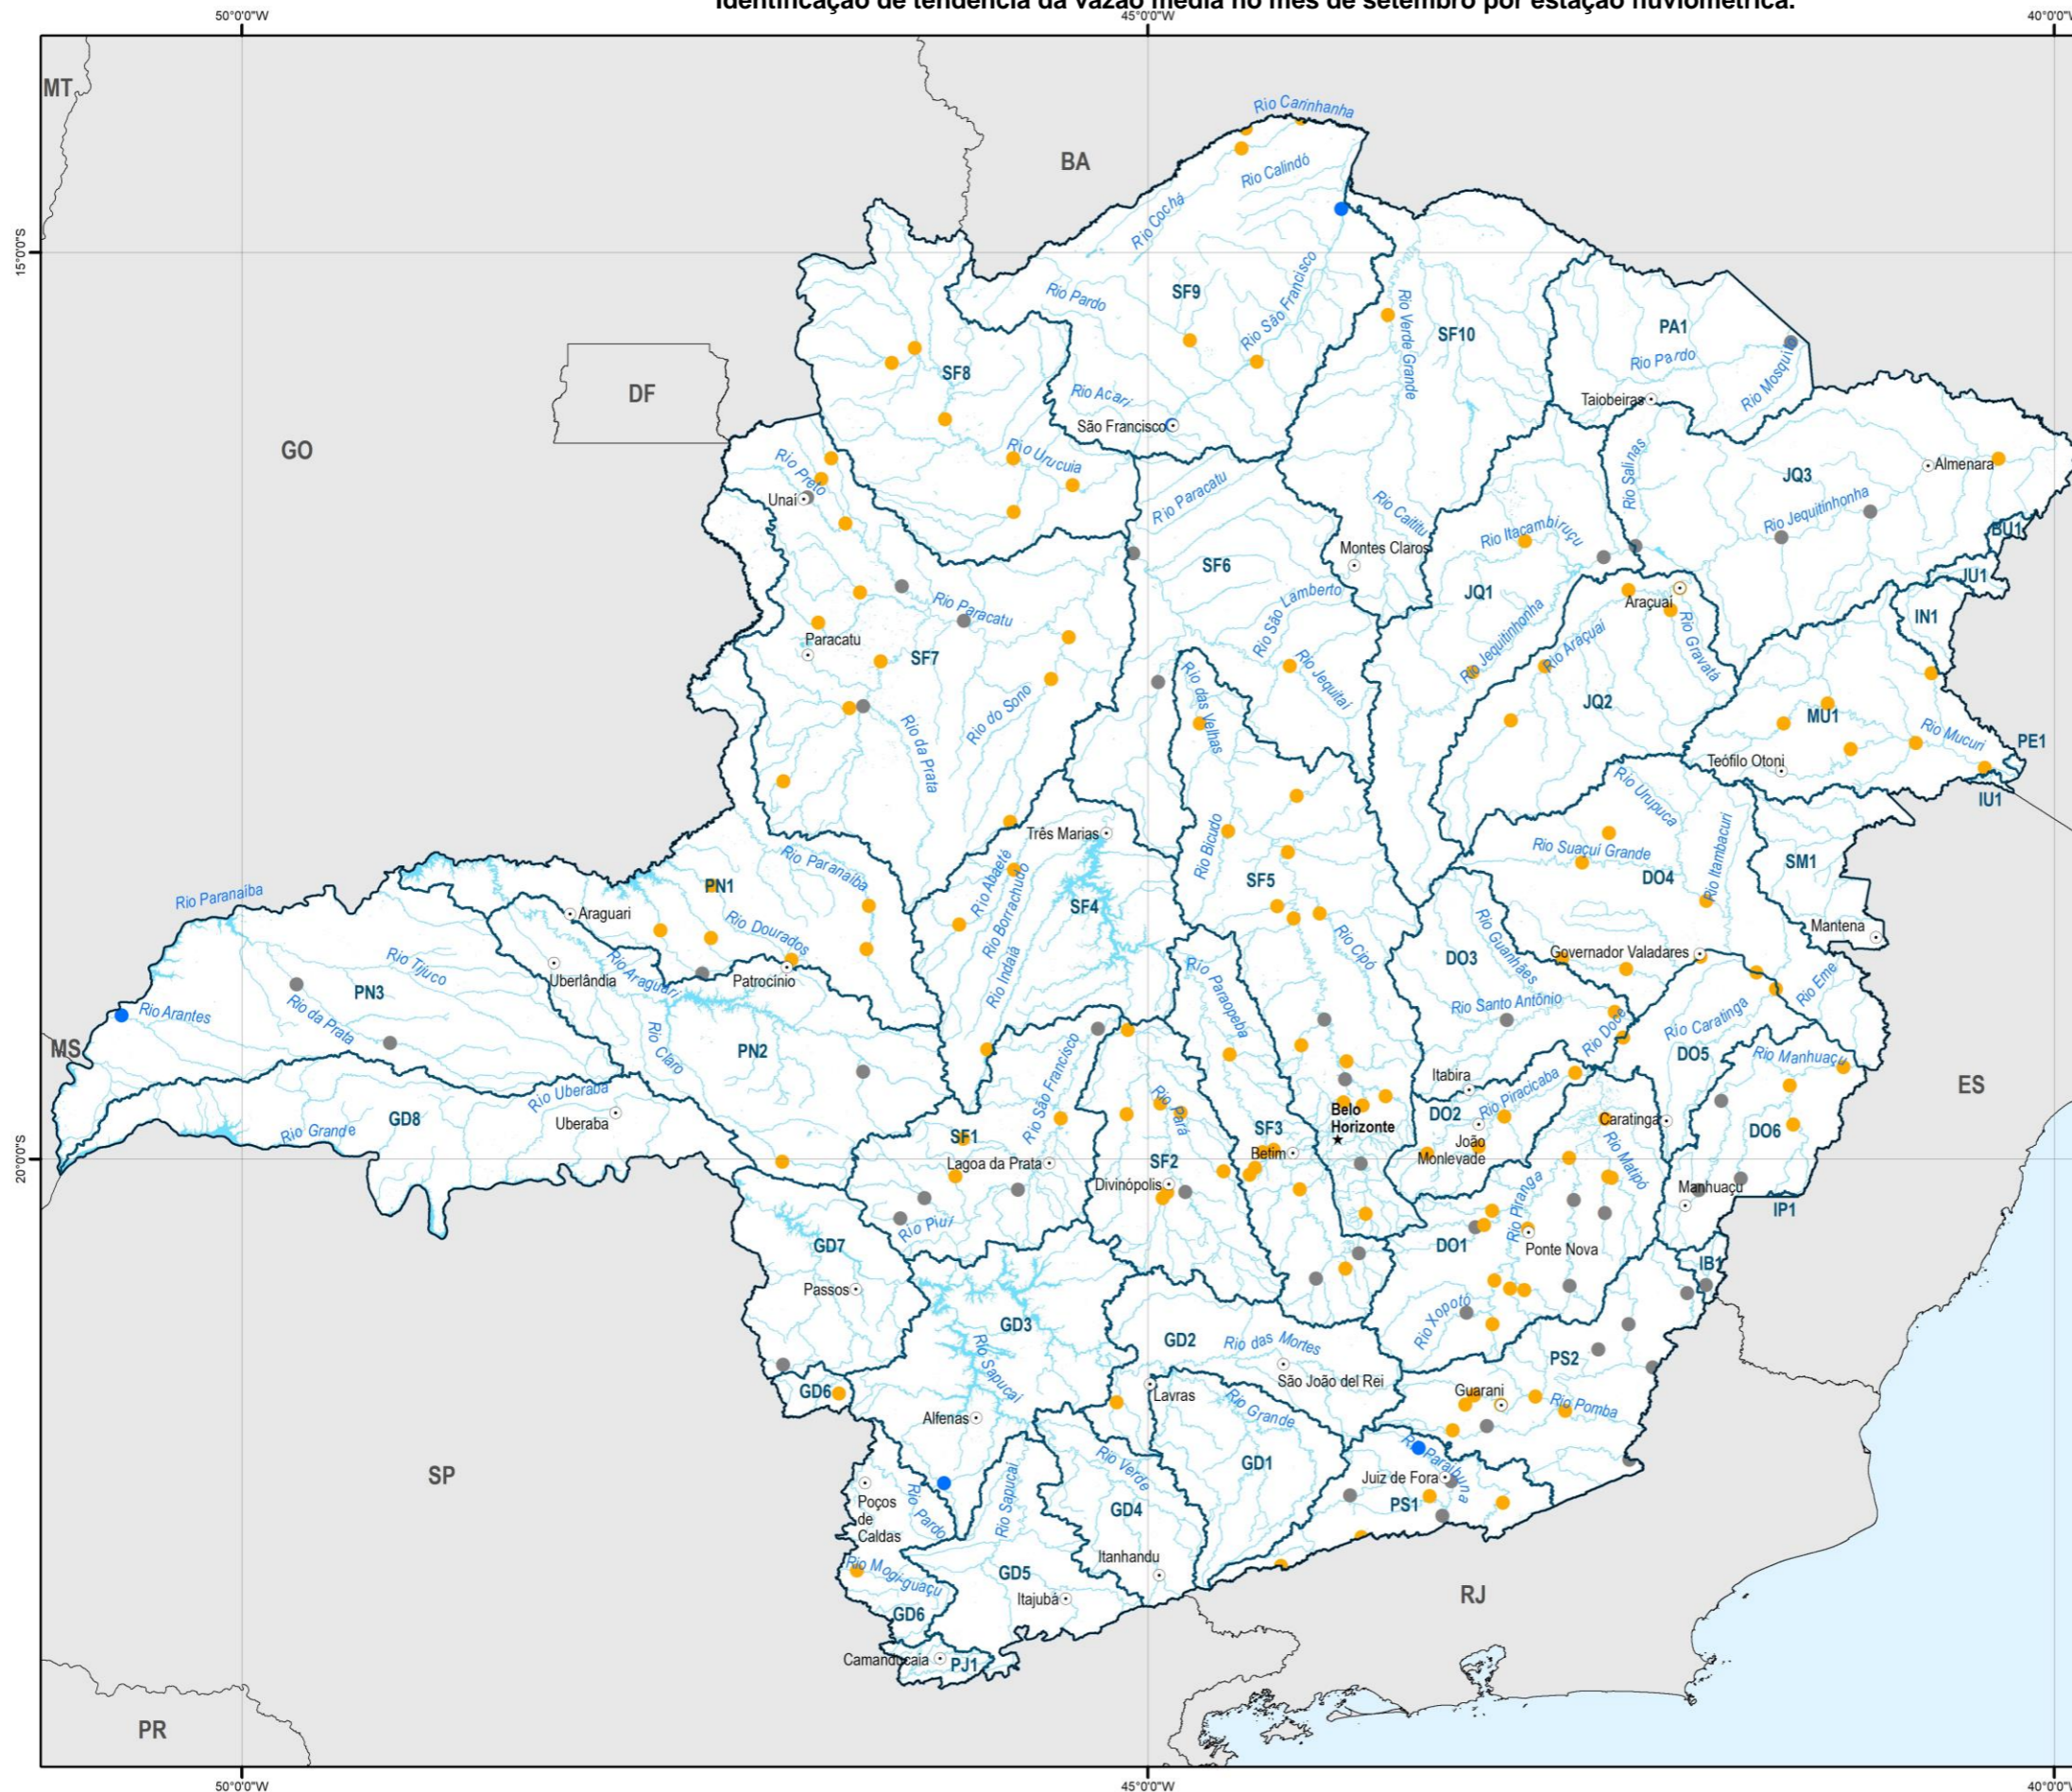 Identificação de tendência da vazão média no mês de setembro por estação fluviométrica.
50°0'0"W
45°0'0"W
40°0'0"W
MT
Rio Carinhanha
BA
Rio Calindó
Rio Cochá
15°0'0"S
Rio Pardo
SF9
Rio São Francisco
Rio Verde Grande
SF10
PA1
Rio Pardo
Rio Mosquito
SF8
DF
Rio Acari
Taiobeiras
São Francisco
GO
Rio Preto
Rio Urucuia
Rio Salinas
JQ3
Almenara
Unaí
Rio Paracatu
Rio Caititu
Rio Jequitinhonha
Rio Itacambiruçu
BU1
Montes Claros
SF6
JU1
JQ1
Rio São Lamberto
Rio Paracatu
Araçuaí
IN1
Paracatu
SF7
Rio Jequitinhonha
Rio Araçuaí
Rio Gravatá
Rio das Velhas
Rio Jequitaí
Rio do Sono
JQ2
MU1
Rio da Prata
Rio Mucuri
PE1
Teófilo Otoni
Rio Urupuca
IU1
Três Marias
Rio Bicudo
Rio Suaçuí Grande
Rio Itambacuri
SM1
Rio Paranaíba
Rio Abaeté
Rio Borrachudo
PN1
SF5
DO4
Rio Paranaíba
SF4
Araguari
Rio Dourados
Rio Cipó
Rio Guanhães
Mantena
Rio Indaiá
Governador Valadares
DO3
Rio Tijuco
Rio Araguari
Uberlândia
Patrocínio
Rio Paraopeba
Rio Eme
PN3
Rio da Prata
Rio Santo Antônio
Rio Arantes
Rio Caratinga
Rio Doce
MS
Rio Claro
PN2
Rio São Francisco
DO5
Rio Manhuaçu
Itabira
ES
Rio Uberaba
GD8
Uberaba
Rio Grande
Rio Pará
Belo
Horizonte
DO2
Rio Piracicaba
Caratinga
SF1
SF3
João
Monlevade
DO6
20°0'0"S
Lagoa da Prata
SF2
Betim
Rio Matipó
Divinópolis
Manhuaçu
Rio Piranga
IP1
Rio Piuí
GD7
DO1
Ponte Nova
IB1
Passos
GD3
Rio Xopotó
GD2
Rio das Mortes
Rio Sapucaí
PS2
GD6
São João del Rei
Lavras
Guarani
Rio Pomba
Alfenas
Rio Grande
SP
Rio Verde
GD1
Rio Paraibuna
Juiz de Fora
Poços
de
Caldas
Rio Pardo
Rio Sapucaí
GD4
PS1
Itanhandu
Rio Mogi-guaçu
GD5
RJ
Itajubá
GD6
Camanducaia
PJ1
PR
50°0'0"W
45°0'0"W
40°0'0"W